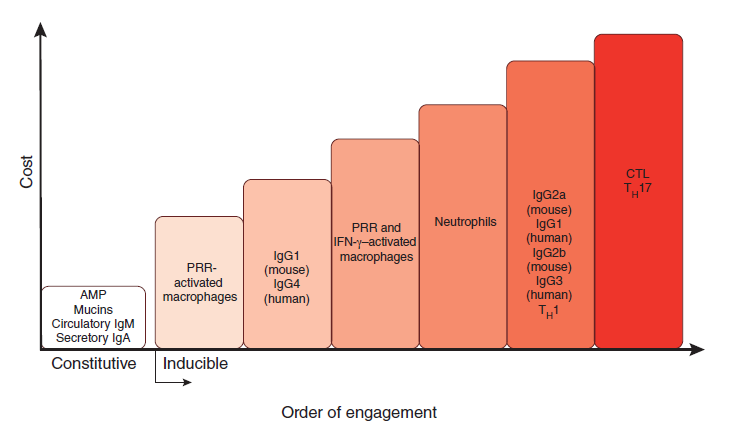 Cost
AMP
Mucins
Circulatory IgM
Secretory IgA
PRR-
activated
macrophages
IgG1
(mouse)
IgG4
(human)
PRR and
IFN-γ–activated
macrophages
Neutrophils
IgG2a
(mouse)
IgG1
(human)
IgG2b
(mouse)
IgG3
(human)
TH1
CTL
TH17
Constitutive
Inducible
Order of engagement